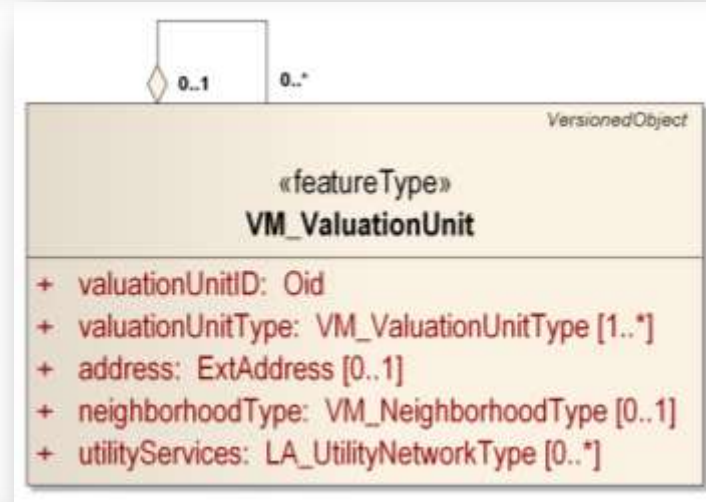 0..1 0..*
VersionedObject
«featureType»
VM_ValuationUnit
+ valuationUnitID: Oid
+ valuationUnitType: VM_ValuationUnitType [1..*]
+ address: ExtAddress [0..1]
+ neighborhoodType: VM_NeighborhoodType [0..1]
+ utilityServices: LA_UtilityNetworkType [0..*]